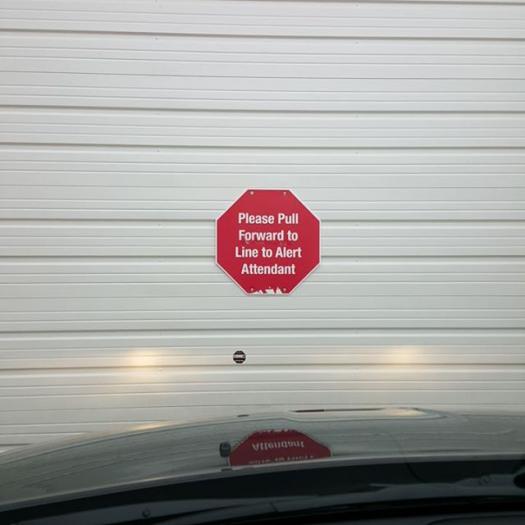 Please Pull
Forward to
Line to Alert
Attendant